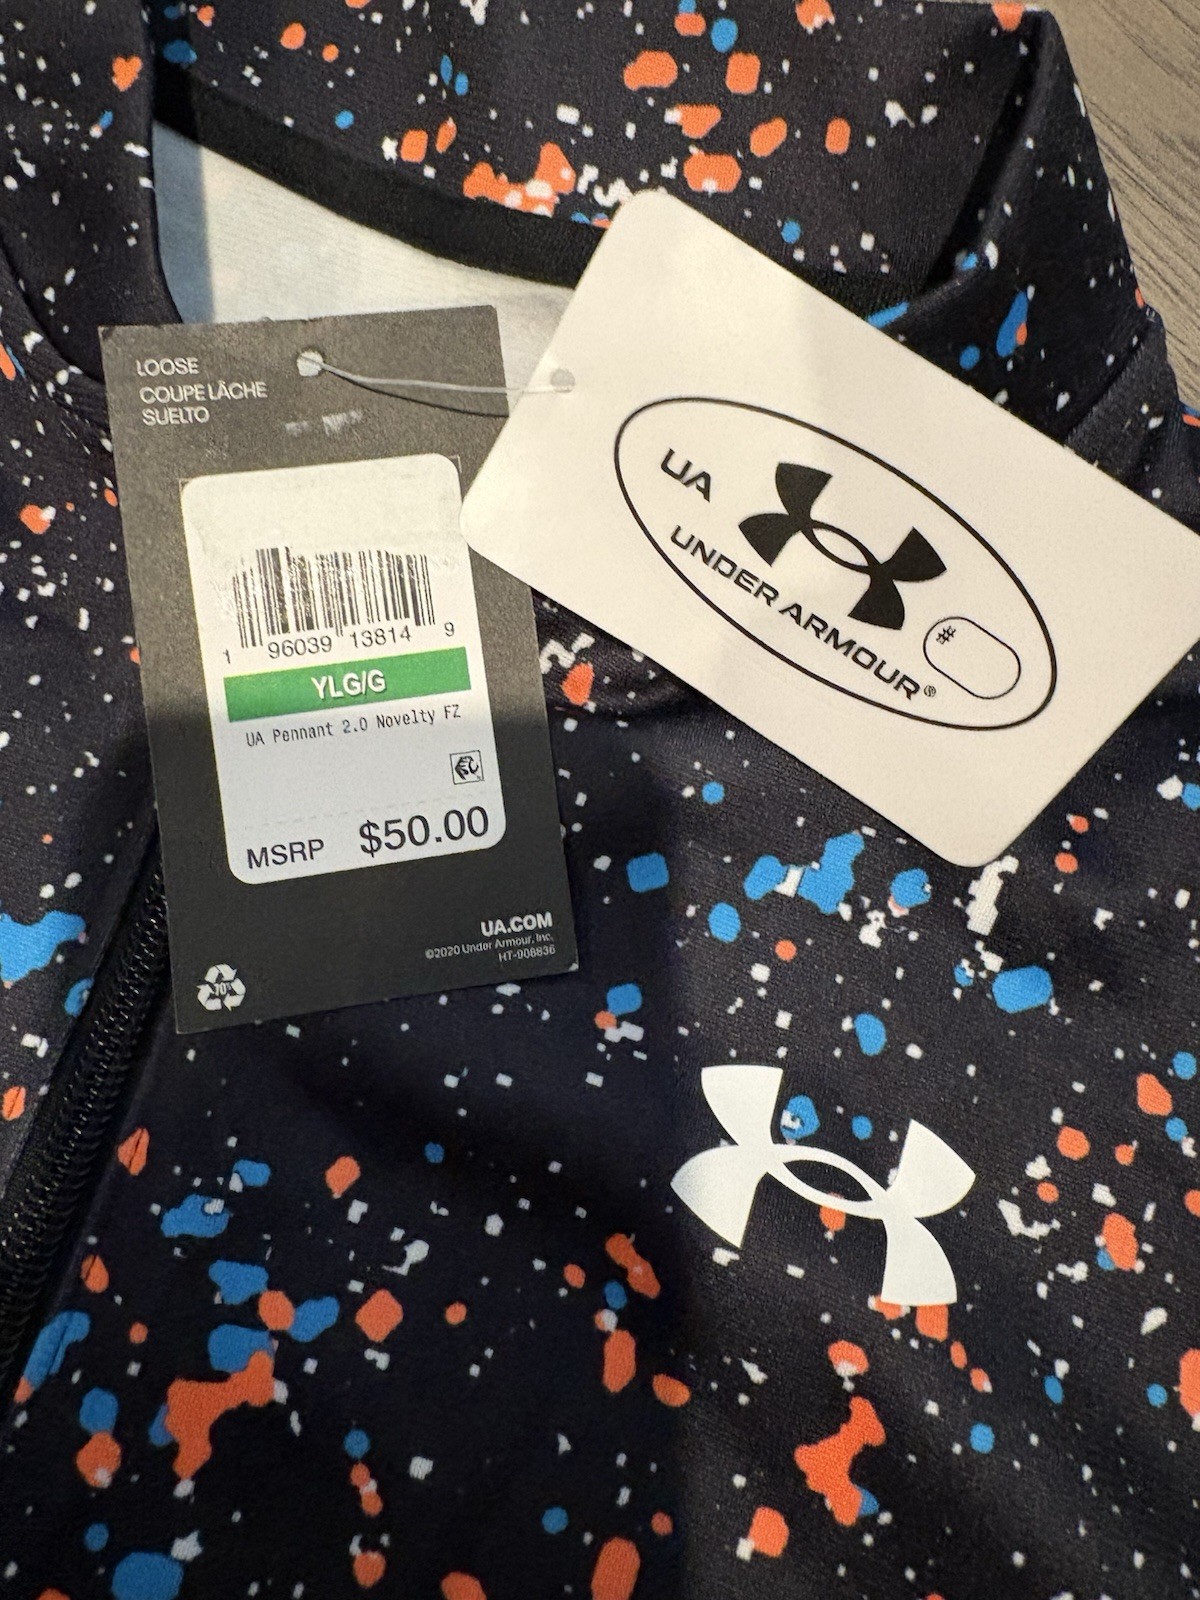 LOOSE
COUPE LÂCHE
SUELTO
1 96039 13814 9
YLG/G
UA Pennant 2.0 Novelty FZ
MSRP $50.00
UA.COM
©2020 Under Armour, Inc.
HT-908836
70%
UA
UNDER ARMOUR®
#